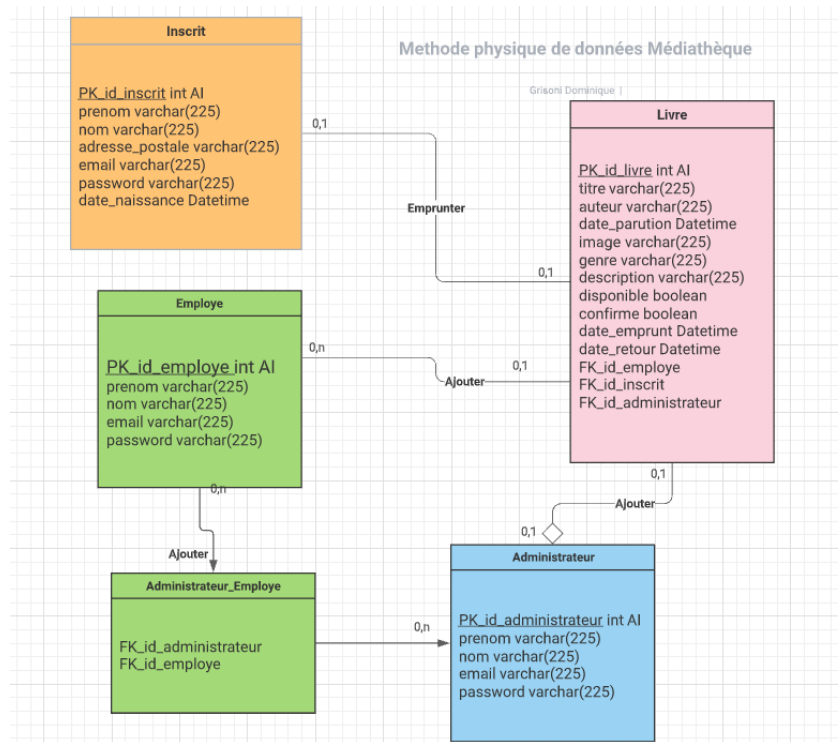 Inscrit
PK_id_inscrit int AI
prenom varchar(225)
nom varchar(225)
adresse_postale varchar(225)
email varchar(225)
password varchar(225)
date_naissance Datetime
Methode physique de données Médiathèque
Grisoni Dominique |
0,1
Emprunter
0,1
Livre
PK_id_livre int AI
titre varchar(225)
auteur varchar(225)
date_parution Datetime
image varchar(225)
genre varchar(225)
description varchar(225)
disponible boolean
confirme boolean
date_emprunt Datetime
date_retour Datetime
FK_id_employe
FK_id_inscrit
FK_id_administrateur
Employe
PK_id_employe int AI
prenom varchar(225)
nom varchar(225)
email varchar(225)
password varchar(225)
0,n
Ajouter
0,1
0,n
Ajouter
0,1
Ajouter
0,1
Administrateur_Employe
FK_id_administrateur
FK_id_employe
0,n
Administrateur
PK_id_administrateur int AI
prenom varchar(225)
nom varchar(225)
email varchar(225)
password varchar(225)